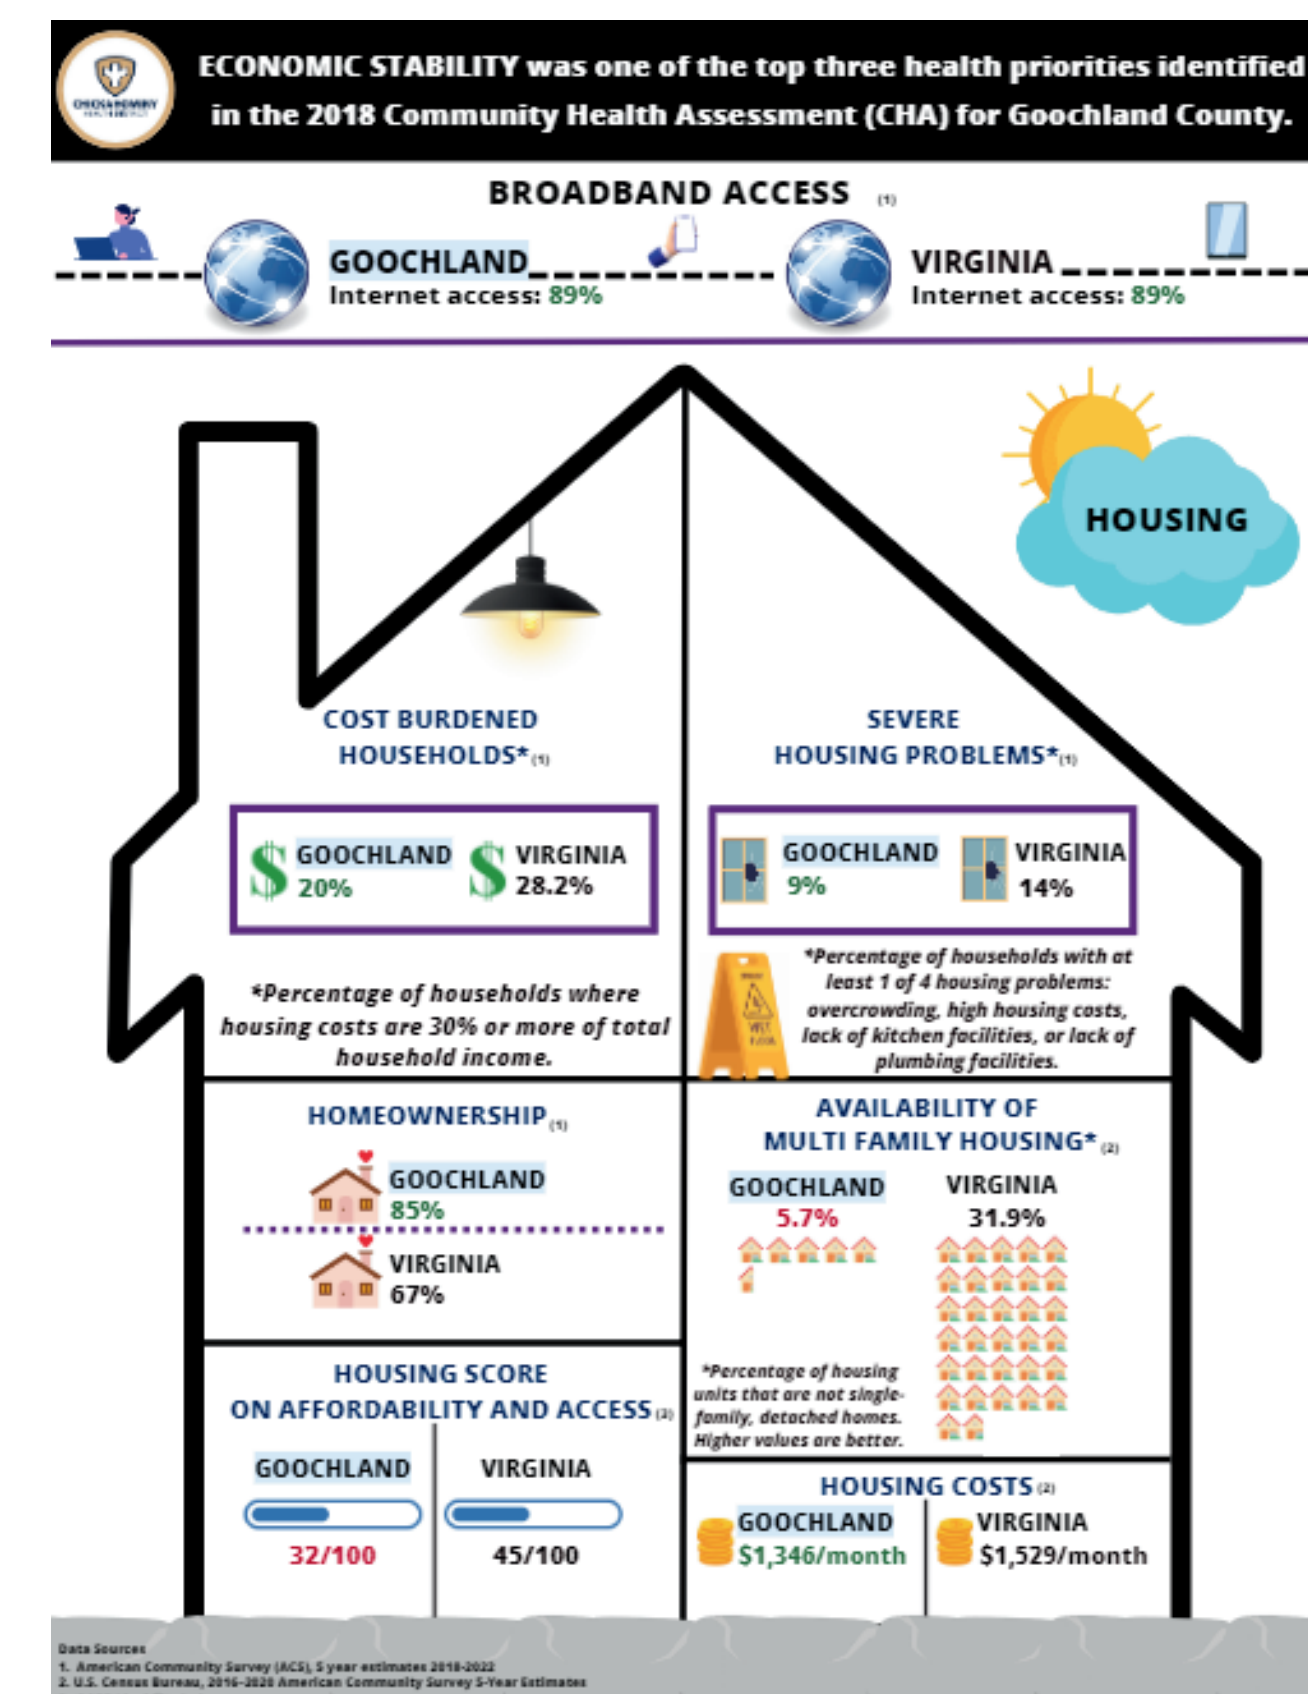 CHICKAHOMINY
HEALTH DISTRICT
ECONOMIC STABILITY was one of the top three health priorities identified
in the 2018 Community Health Assessment (CHA) for Goochland County.
BROADBAND ACCESS (1)
GOOCHLAND
Internet access: 89%
VIRGINIA
Internet access: 89%
HOUSING
COST BURDENED
HOUSEHOLDS* (1)
GOOCHLAND
20%
VIRGINIA
28.2%
*Percentage of households where
housing costs are 30% or more of total
household income.
SEVERE
HOUSING PROBLEMS* (1)
GOOCHLAND
9%
VIRGINIA
14%
*Percentage of households with at
least 1 of 4 housing problems:
overcrowding, high housing costs,
lack of kitchen facilities, or lack of
plumbing facilities.
WET
FLOOR
HOMEOWNERSHIP (1)
GOOCHLAND
85%
VIRGINIA
67%
AVAILABILITY OF
MULTI FAMILY HOUSING* (2)
GOOCHLAND
5.7%
VIRGINIA
31.9%
*Percentage of housing
units that are not single-
family, detached homes.
Higher values are better.
HOUSING SCORE
ON AFFORDABILITY AND ACCESS (2)
GOOCHLAND
32/100
VIRGINIA
45/100
HOUSING COSTS (2)
GOOCHLAND
$1,346/month
VIRGINIA
$1,529/month
Data Sources
1. American Community Survey (ACS), 5 year estimates 2018-2022
2. U.S. Census Bureau, 2016-2020 American Community Survey 5-Year Estimates